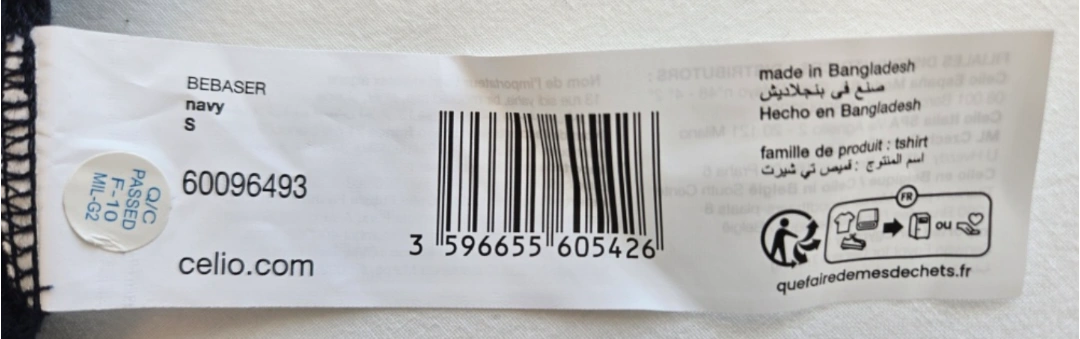 BEBASER
navy
S
60096493
celio.com
Q/C
PASSED
F-10
MIL-G2
3 596655 605426
made in Bangladesh
صنع في بنجلاديش
Hecho en Bangladesh
famille de produit : tshirt
اسم المنتوج : قميص تي شيرت
FR
ou
quefairedemesdechets.fr